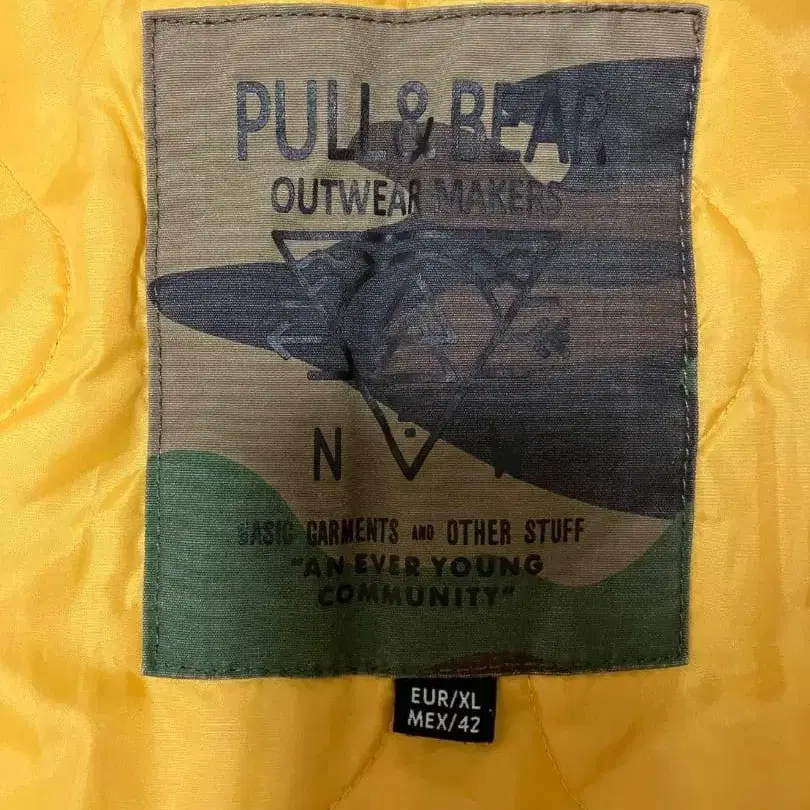 PULL & BEAR
OUTWEAR MAKERS
N
BASIC GARMENTS AND OTHER STUFF
"AN EVER YOUNG
COMMUNITY"
EUR/XL
MEX/42